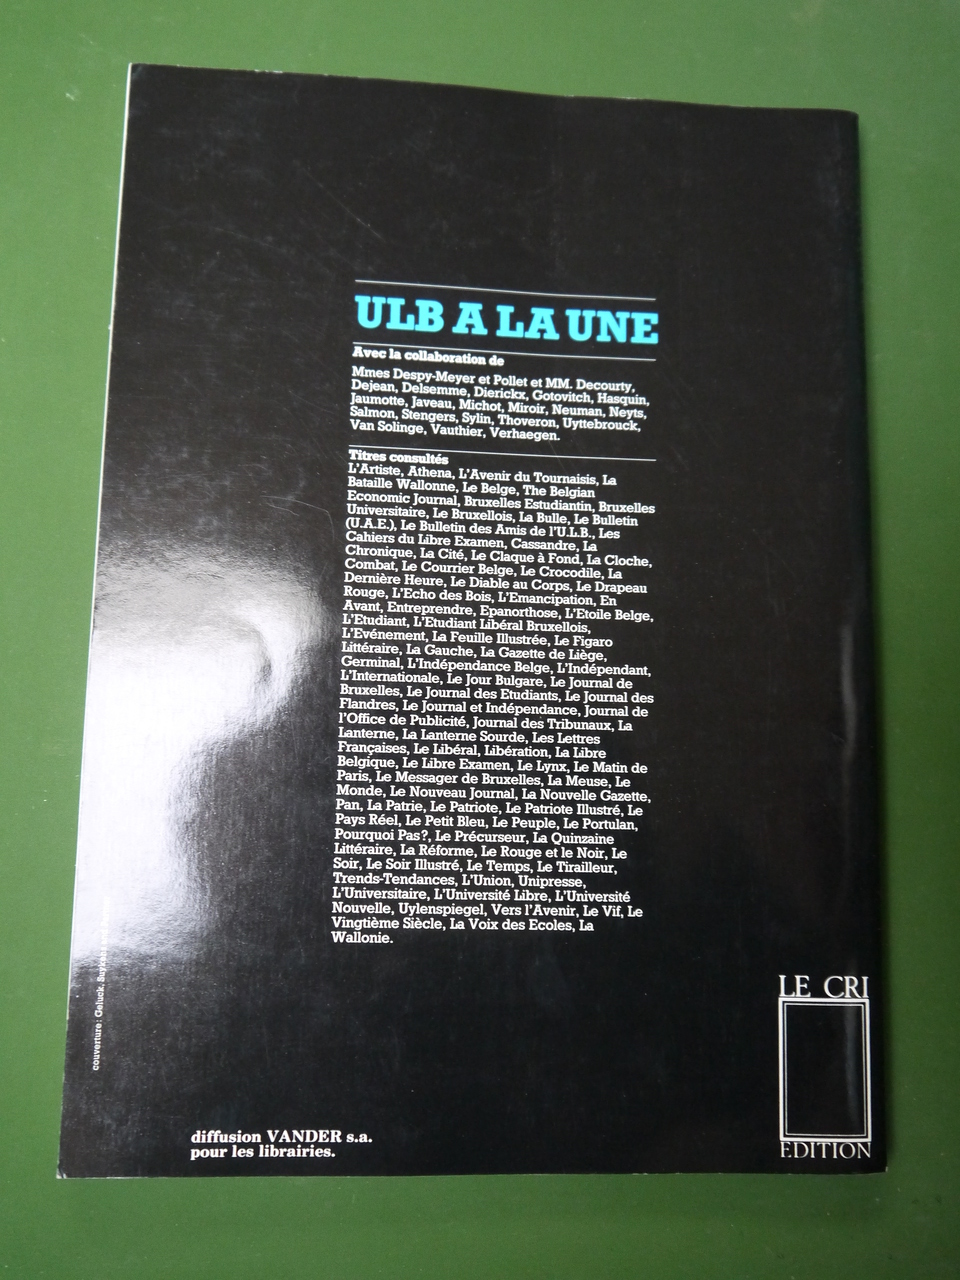 ULB A LA UNE
Avec la collaboration de
Mmes Despy-Meyer et Pollet et MM. Decourty,
Dejean, Delsemme, Dierickx, Gotovitch, Hasquin,
Jaumotte, Javeau, Michot, Miroir, Neuman, Neyts,
Salmon, Stengers, Sylin, Thoveron, Uyttebrouck,
Van Solinge, Vauthier, Verhaegen.
Titres consultés
L'Artiste, Athena, L'Avenir du Tournaisis, La
Bataille Wallonne, Le Belge, The Belgian
Economic Journal, Bruxelles Estudiantin, Bruxelles
Universitaire, Le Bruxellois, La Bulle, Le Bulletin
(U.A.E.), Le Bulletin des Amis de l'U.L.B., Les
Cahiers du Libre Examen, Cassandre, La
Chronique, La Cité, Le Claque à Fond, La Cloche,
Combat, Le Courrier Belge, Le Crocodile, La
Dernière Heure, Le Diable au Corps, Le Drapeau
Rouge, L'Echo des Bois, L'Emancipation, En
Avant, Entreprendre, Epanorthose, L'Etoile Belge,
L'Etudiant, L'Etudiant Libéral Bruxellois,
L'Evénement, La Feuille Illustrée, Le Figaro
Littéraire, La Gauche, La Gazette de Liège,
Germinal, L'Indépendance Belge, L'Indépendant,
L'Internationale, Le Jour Bulgare, Le Journal de
Bruxelles, Le Journal des Etudiants, Le Journal des
Flandres, Le Journal et Indépendance, Journal de
l'Office de Publicité, Journal des Tribunaux, La
Lanterne, La Lanterne Sourde, Les Lettres
Françaises, Le Libéral, Libération, La Libre
Belgique, Le Libre Examen, Le Lynx, Le Matin de
Paris, Le Messager de Bruxelles, La Meuse, Le
Monde, Le Nouveau Journal, La Nouvelle Gazette,
Pan, La Patrie, Le Patriote, Le Patriote Illustré, Le
Pays Réel, Le Petit Bleu, Le Peuple, Le Portulan,
Pourquoi Pas?, Le Précurseur, La Quinzaine
Littéraire, La Réforme, Le Rouge et le Noir, Le
Soir, Le Soir Illustré, Le Temps, Le Tirailleur,
Trends-Tendances, L'Union, Unipresse,
L'Universitaire, L'Université Libre, L'Université
Nouvelle, Uylenspiegel, Vers l'Avenir, Le Vif, Le
Vingtième Siècle, La Voix des Ecoles, La
Wallonie.
couverture: Geluck,
LE CRI
EDITION
diffusion VANDER s.a.
pour les librairies.